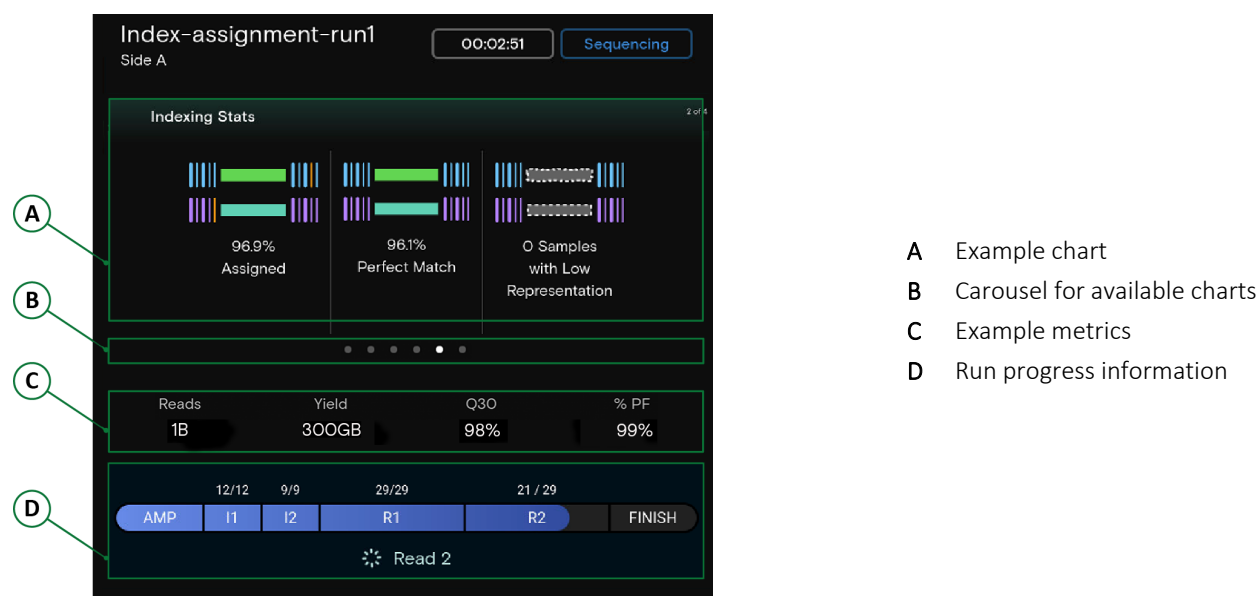 Index-assignment-run1
Side A
00:02:51
Sequencing
Indexing Stats
2 of 4
96.9%
Assigned
96.1%
Perfect Match
0 Samples
with Low
Representation
Reads
1B
Yield
300GB
Q30
98%
% PF
99%
12/12
9/9
29/29
21 / 29
AMP
I1
I2
R1
R2
FINISH
Read 2
A
B
C
D
A Example chart
B Carousel for available charts
C Example metrics
D Run progress information